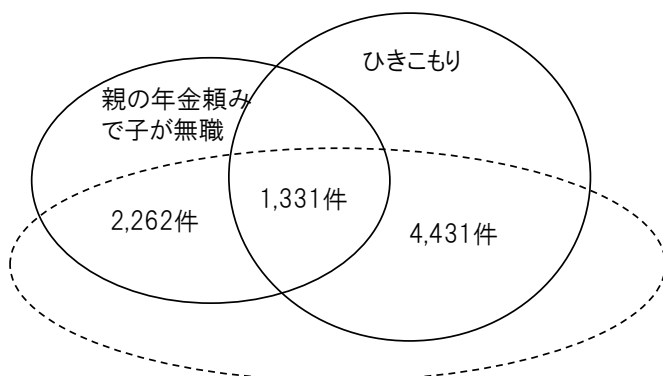 ひきこもり
親の年金頼み
で子が無職
2,262件
1,331件
4,431件